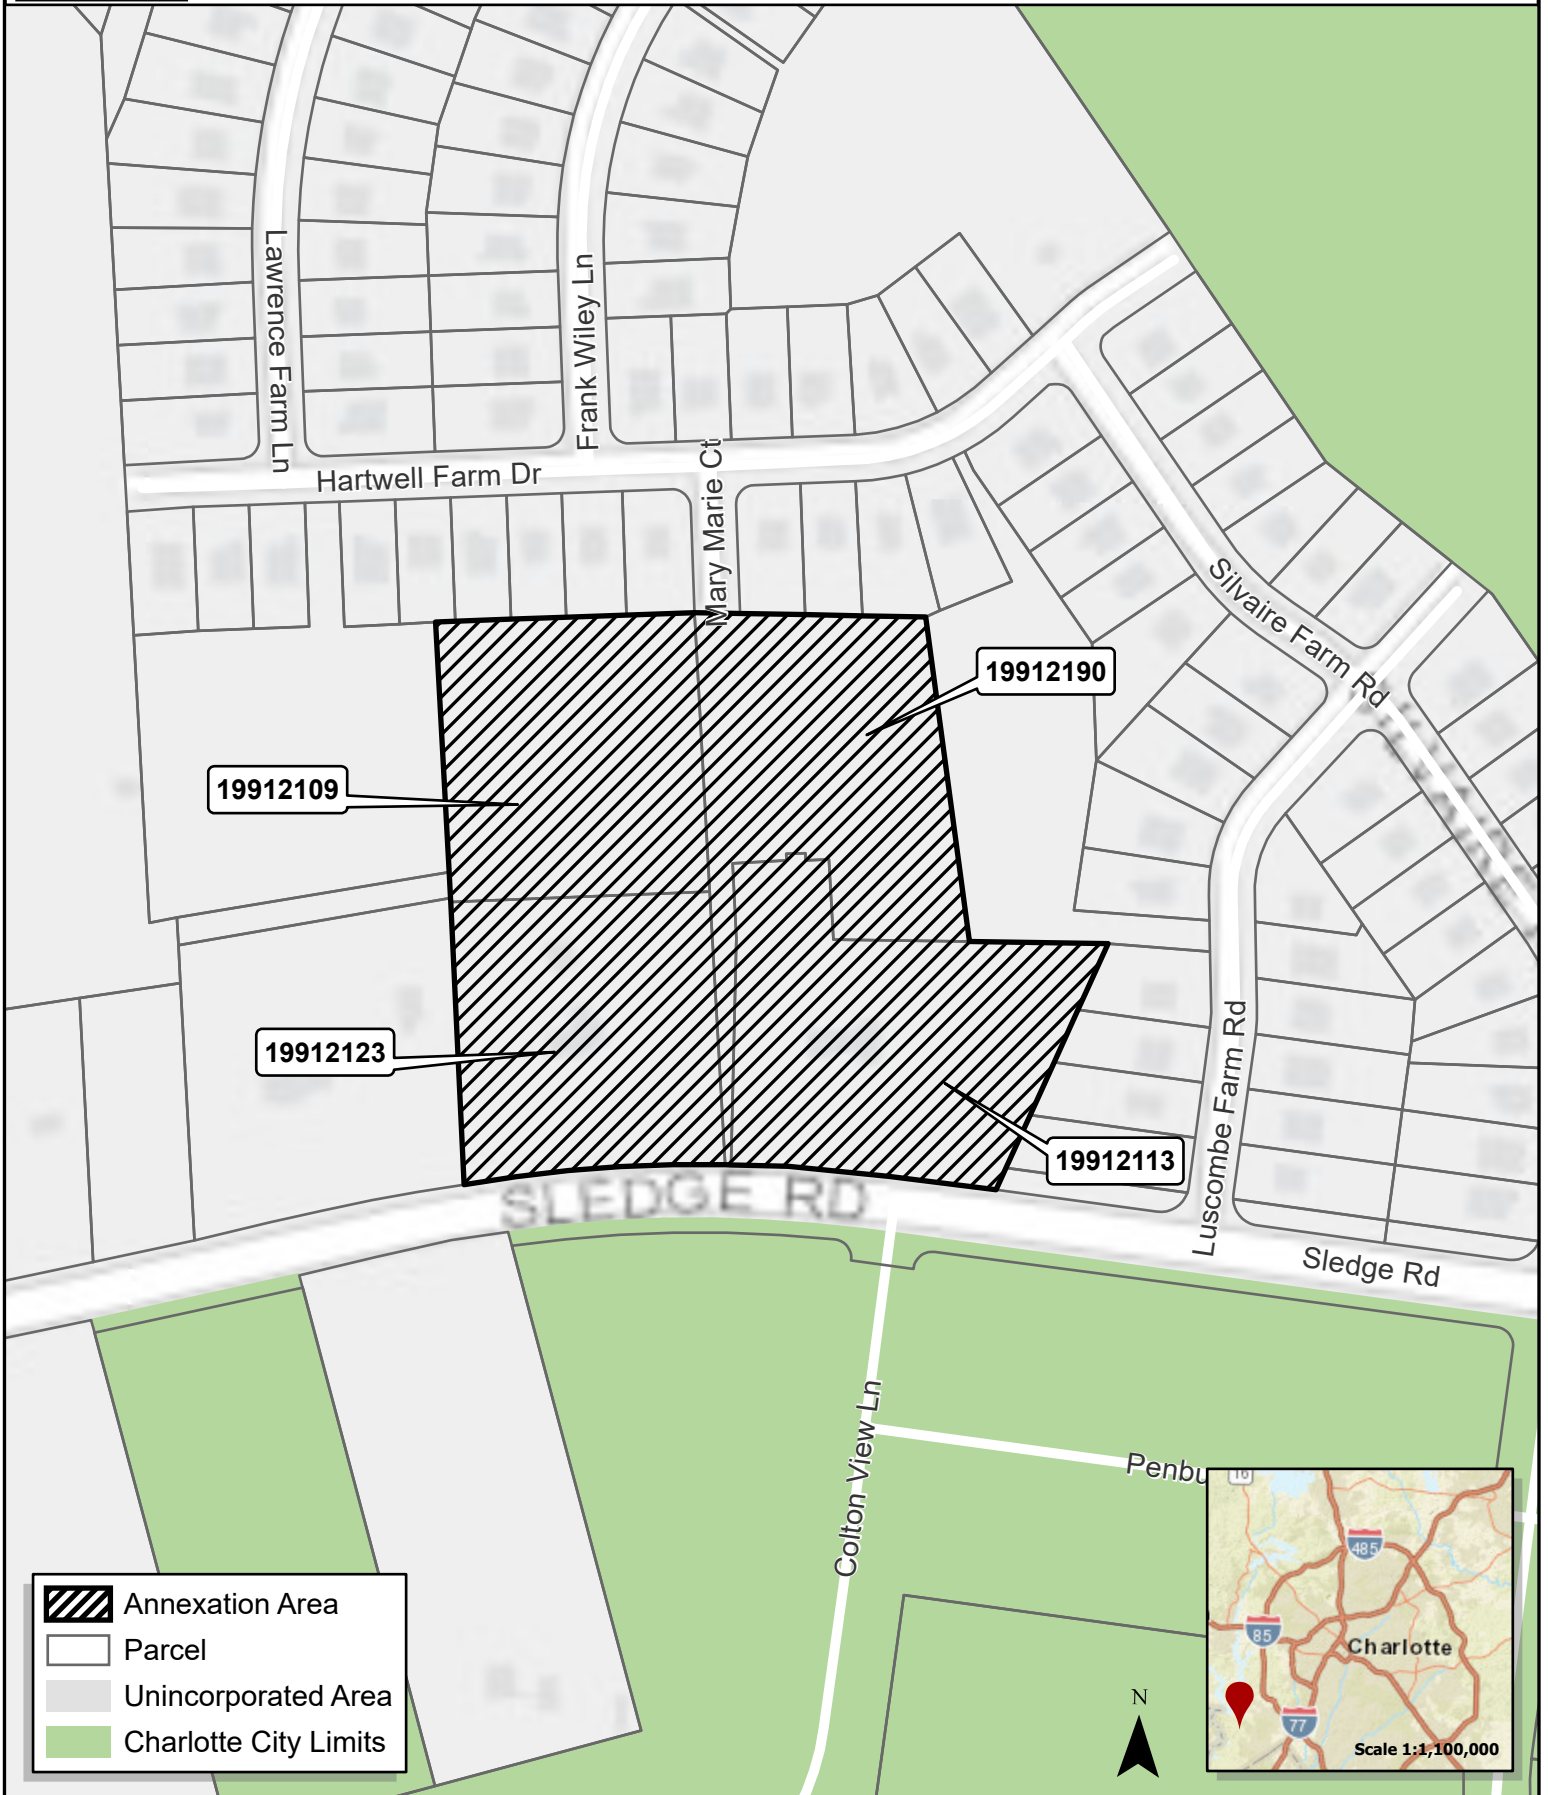 Lawrence Farm Ln
Frank Wiley Ln
Hartwell Farm Dr
Mary Marie Ct
Silvaire Farm Rd
19912190
19912109
19912123
19912113
Luscombe Farm Rd
SLEDGE RD
Sledge Rd
Colton View Ln
Penbu
Annexation Area
Parcel
Unincorporated Area
Charlotte City Limits
N
16
485
85
Charlotte
77
Scale 1:1,100,000